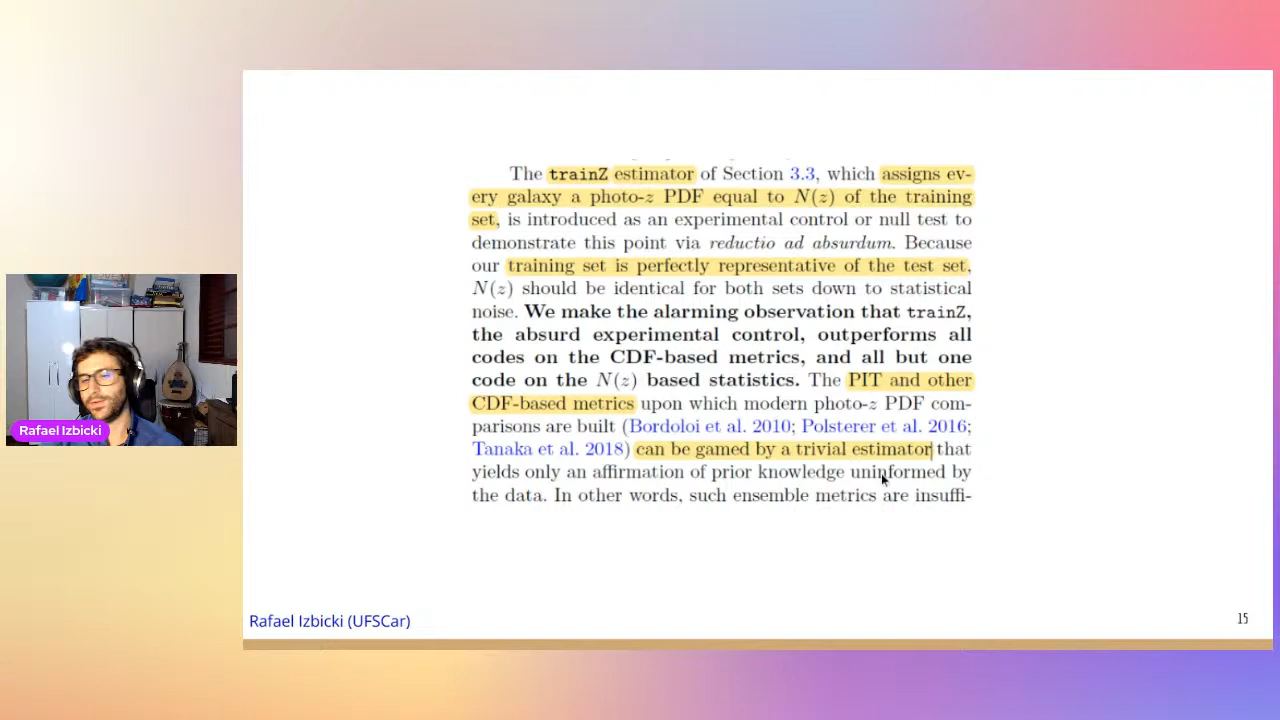 The trainZ estimator of Section 3.3, which assigns ev-
ery galaxy a photo-z PDF equal to N(z) of the training
set, is introduced as an experimental control or null test to
demonstrate this point via reductio ad absurdum. Because
our training set is perfectly representative of the test set,
N(z) should be identical for both sets down to statistical
noise. We make the alarming observation that trainZ,
the absurd experimental control, outperforms all
codes on the CDF-based metrics, and all but one
code on the N(z) based statistics. The PIT and other
CDF-based metrics upon which modern photo-z PDF com-
parisons are built (Bordoloi et al. 2010; Polsterer et al. 2016;
Tanaka et al. 2018) can be gamed by a trivial estimator that
yields only an affirmation of prior knowledge uninformed by
the data. In other words, such ensemble metrics are insuffi-
Rafael Izbicki
Rafael Izbicki (UFSCar)
15